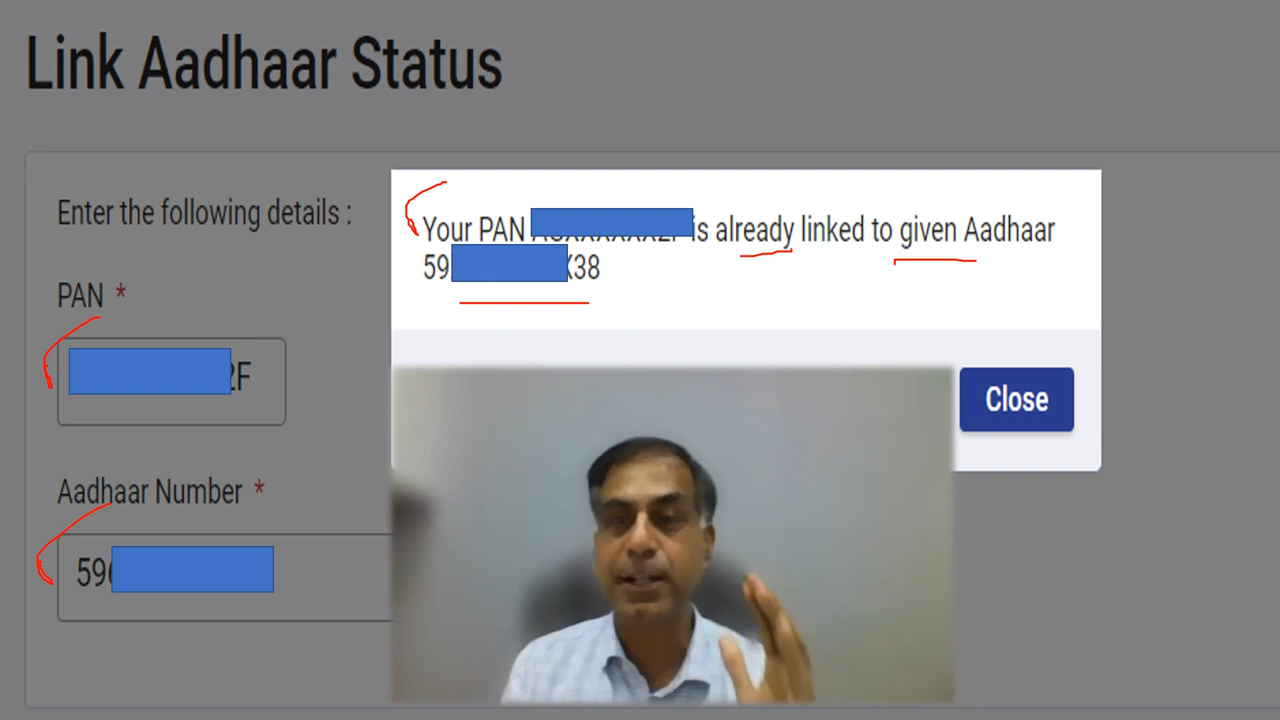 Link Aadhaar Status
Enter the following details :
Your PAN is already linked to given Aadhaar
59 X38
PAN *
2F
Close
Aadhaar Number *
59